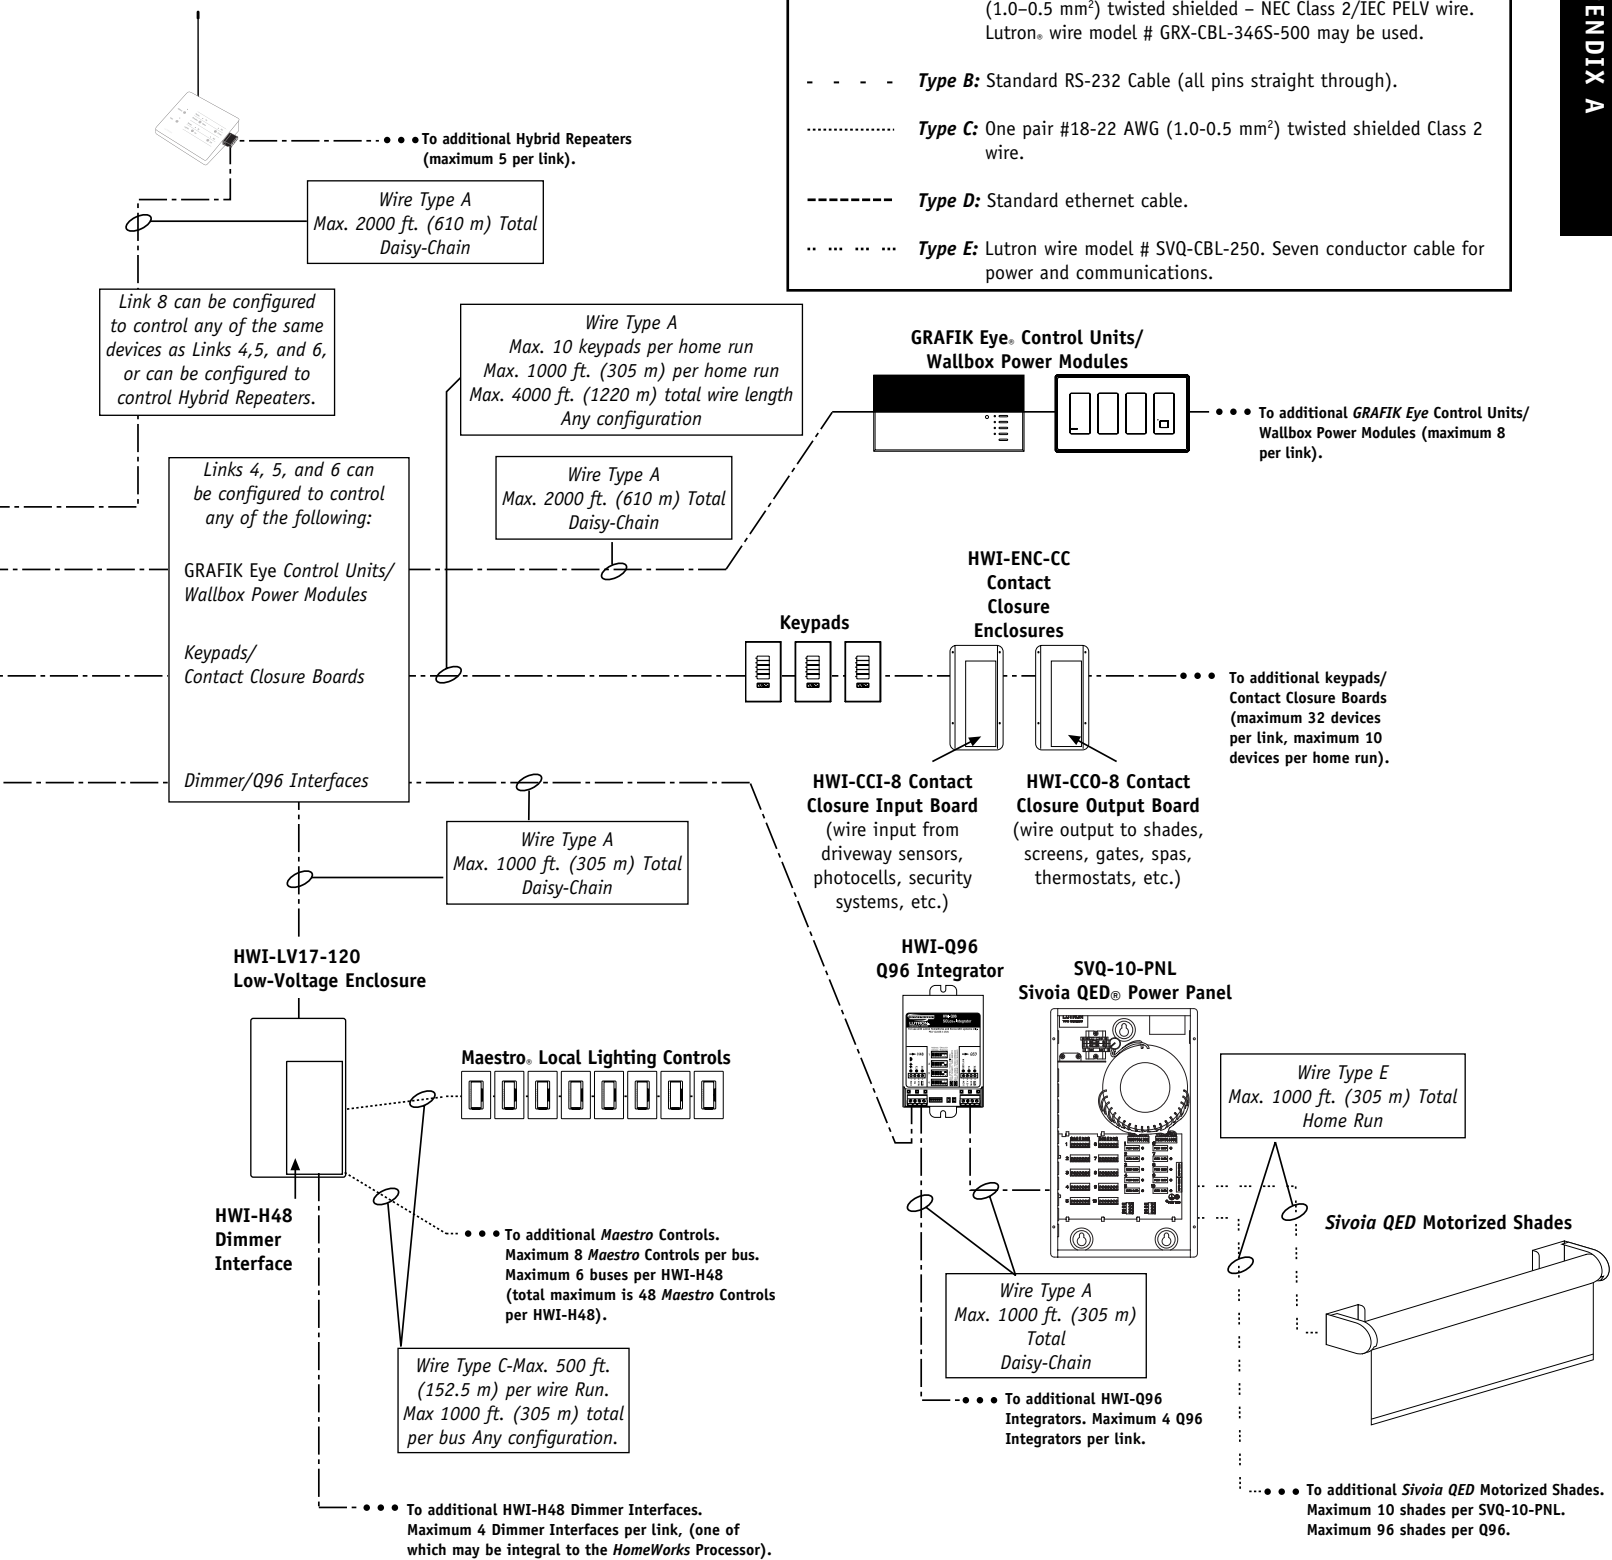 (1.0–0.5 mm²) twisted shielded – NEC Class 2/IEC PELV wire.
Lutron® wire model # GRX-CBL-346S-500 may be used.
Type B: Standard RS-232 Cable (all pins straight through).
Type C: One pair #18-22 AWG (1.0-0.5 mm²) twisted shielded Class 2
wire.
Type D: Standard ethernet cable.
Type E: Lutron wire model # SVQ-CBL-250. Seven conductor cable for
power and communications.
ENDIX A
To additional Hybrid Repeaters
(maximum 5 per link).
Wire Type A
Max. 2000 ft. (610 m) Total
Daisy-Chain
Link 8 can be configured
to control any of the same
devices as Links 4,5, and 6,
or can be configured to
control Hybrid Repeaters.
Wire Type A
Max. 10 keypads per home run
Max. 1000 ft. (305 m) per home run
Max. 4000 ft. (1220 m) total wire length
Any configuration
GRAFIK Eye® Control Units/
Wallbox Power Modules
To additional GRAFIK Eye Control Units/
Wallbox Power Modules (maximum 8
per link).
Links 4, 5, and 6 can
be configured to control
any of the following:
GRAFIK Eye Control Units/
Wallbox Power Modules
Keypads/
Contact Closure Boards
Dimmer/Q96 Interfaces
Wire Type A
Max. 2000 ft. (610 m) Total
Daisy-Chain
Keypads
HWI-ENC-CC
Contact
Closure
Enclosures
To additional keypads/
Contact Closure Boards
(maximum 32 devices
per link, maximum 10
devices per home run).
HWI-CCI-8 Contact
Closure Input Board
(wire input from
driveway sensors,
photocells, security
systems, etc.)
HWI-CCO-8 Contact
Closure Output Board
(wire output to shades,
screens, gates, spas,
thermostats, etc.)
Wire Type A
Max. 1000 ft. (305 m) Total
Daisy-Chain
HWI-LV17-120
Low-Voltage Enclosure
HWI-Q96
Q96 Integrator
SVQ-10-PNL
Sivoia QED® Power Panel
Maestro® Local Lighting Controls
Wire Type E
Max. 1000 ft. (305 m) Total
Home Run
HWI-H48
Dimmer
Interface
To additional Maestro Controls.
Maximum 8 Maestro Controls per bus.
Maximum 6 buses per HWI-H48
(total maximum is 48 Maestro Controls
per HWI-H48).
Sivoia QED Motorized Shades
Wire Type A
Max. 1000 ft. (305 m)
Total
Daisy-Chain
Wire Type C-Max. 500 ft.
(152.5 m) per wire Run.
Max 1000 ft. (305 m) total
per bus Any configuration.
To additional HWI-Q96
Integrators. Maximum 4 Q96
Integrators per link.
To additional Sivoia QED Motorized Shades.
Maximum 10 shades per SVQ-10-PNL.
Maximum 96 shades per Q96.
To additional HWI-H48 Dimmer Interfaces.
Maximum 4 Dimmer Interfaces per link, (one of
which may be integral to the HomeWorks Processor).